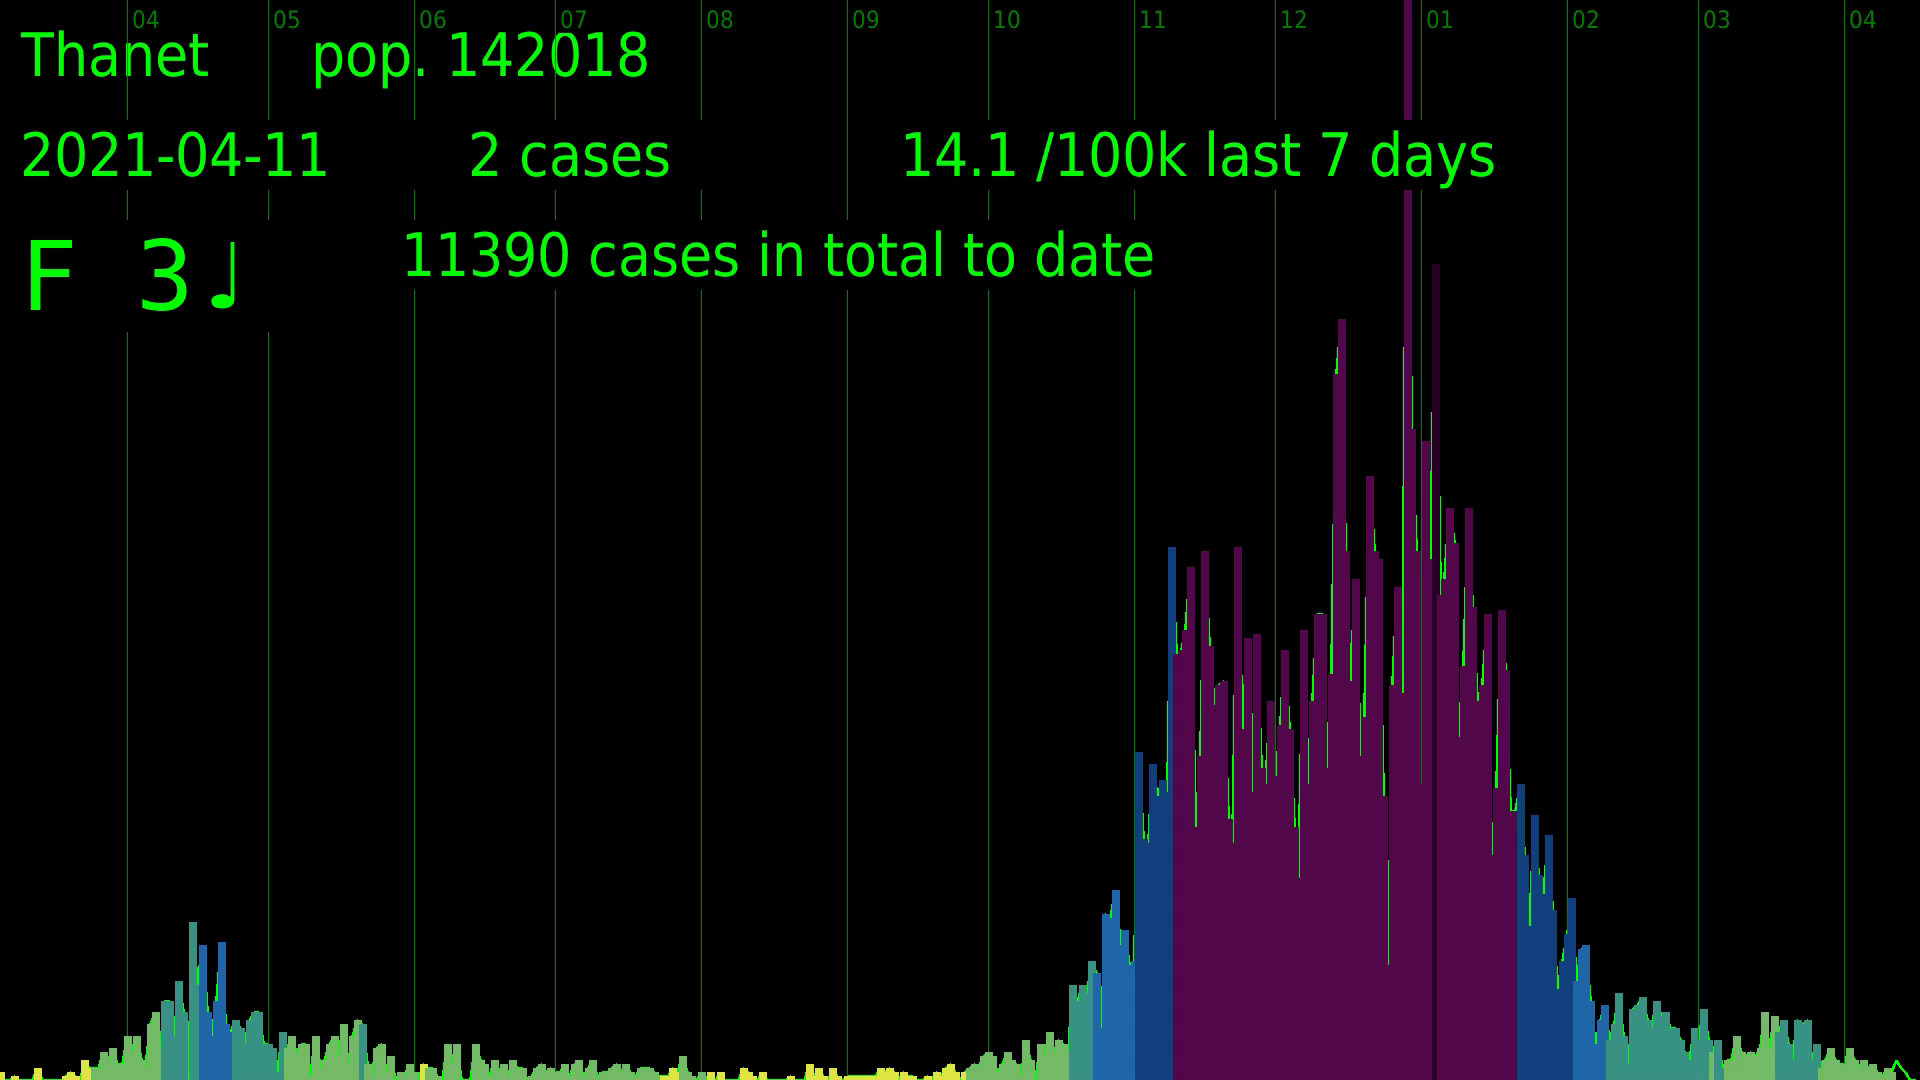 04 05 06 07 08 09 10 11 12 01 02 03 04
Thanet pop. 142018
2021-04-11 2 cases 14.1 /100k last 7 days
F 3♩ 11390 cases in total to date